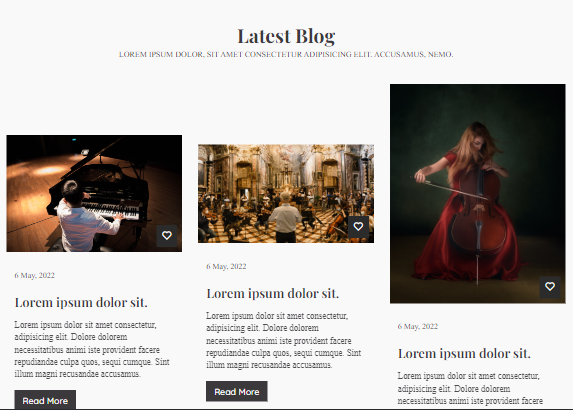 Latest Blog
LOREM IPSUM DOLOR, SIT AMET CONSECTETUR ADIPISICING ELIT. ACCUSAMUS, NEMO.
6 May, 2022
Lorem ipsum dolor sit.
Lorem ipsum dolor sit amet consectetur,
adipisicing elit. Dolore dolorem
necessitatibus animi iste provident facere
repudiandae culpa quos, sequi cumque. Sint
illum magni recusandae accusamus.
Read More
6 May, 2022
Lorem ipsum dolor sit.
Lorem ipsum dolor sit amet consectetur,
adipisicing elit. Dolore dolorem
necessitatibus animi iste provident facere
repudiandae culpa quos, sequi cumque. Sint
illum magni recusandae accusamus.
Read More
6 May, 2022
Lorem ipsum dolor sit.
Lorem ipsum dolor sit amet consectetur,
adipisicing elit. Dolore dolorem
necessitatibus animi iste provident facere